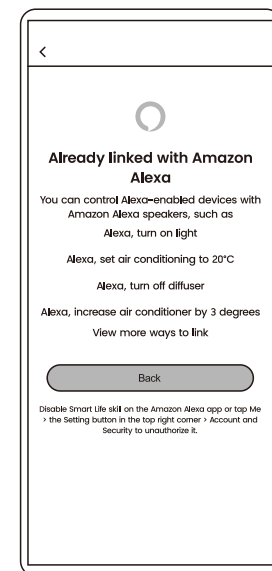 Already linked with Amazon
Alexa
You can control Alexa-enabled devices with
Amazon Alexa speakers, such as
Alexa, turn on light
Alexa, set air conditioning to 20°C
Alexa, turn off diffuser
Alexa, increase air conditioner by 3 degrees
View more ways to link
Back
Disable Smart Life skill on the Amazon Alexa app or tap Me
> the Setting button in the top right corner > Account and
Security to unauthorize it.